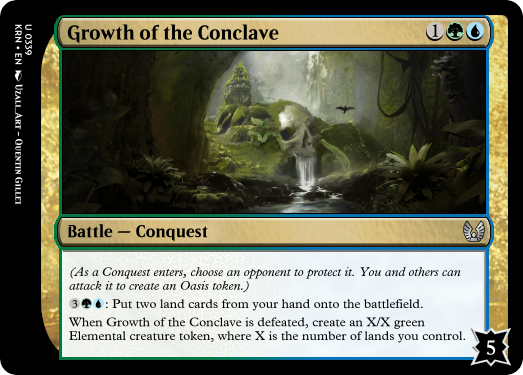 Growth of the Conclave 1
Battle — Conquest
(As a Conquest enters, choose an opponent to protect it. You and others can
attack it to create an Oasis token.)
3: Put two land cards from your hand onto the battlefield.
When Growth of the Conclave is defeated, create an X/X green
Elemental creature token, where X is the number of lands you control.
5
U 0339
KRN • EN Uzall Art – Quentin Gillet